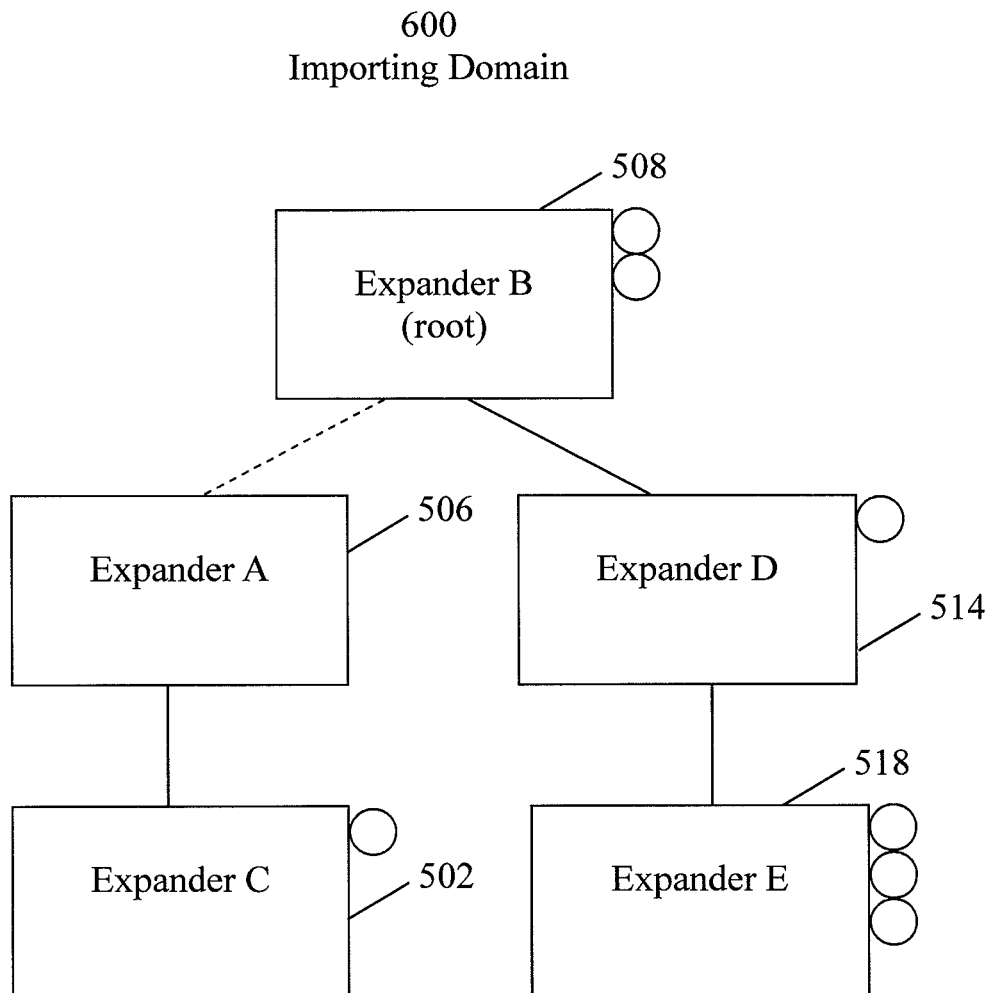 600
Importing Domain
508
Expander B
(root)
506
Expander A
Expander D
514
518
Expander C
502
Expander E